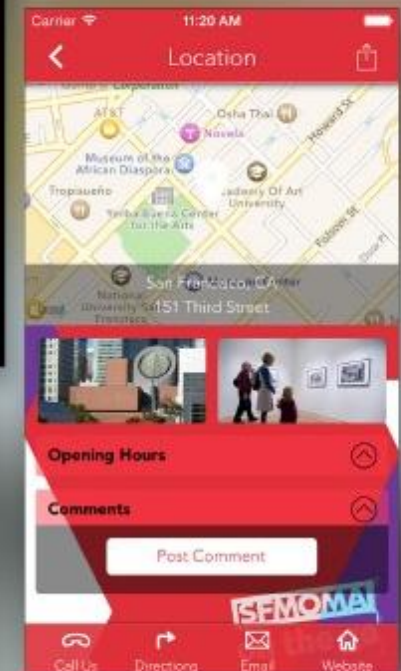 Carrier 11:20 AM
Location
AT&T
Osha Thai
Novela
Howard St
Museum of the
African Diaspora
Academy Of Art
University
Tropisueño
Yerba Buena Center
for the Arts
Folsom St
San Francisco, CA
151 Third Street
National
Opening Hours
Comments
Post Comment
SFMOMA
Call Us
Directions
Email
Website